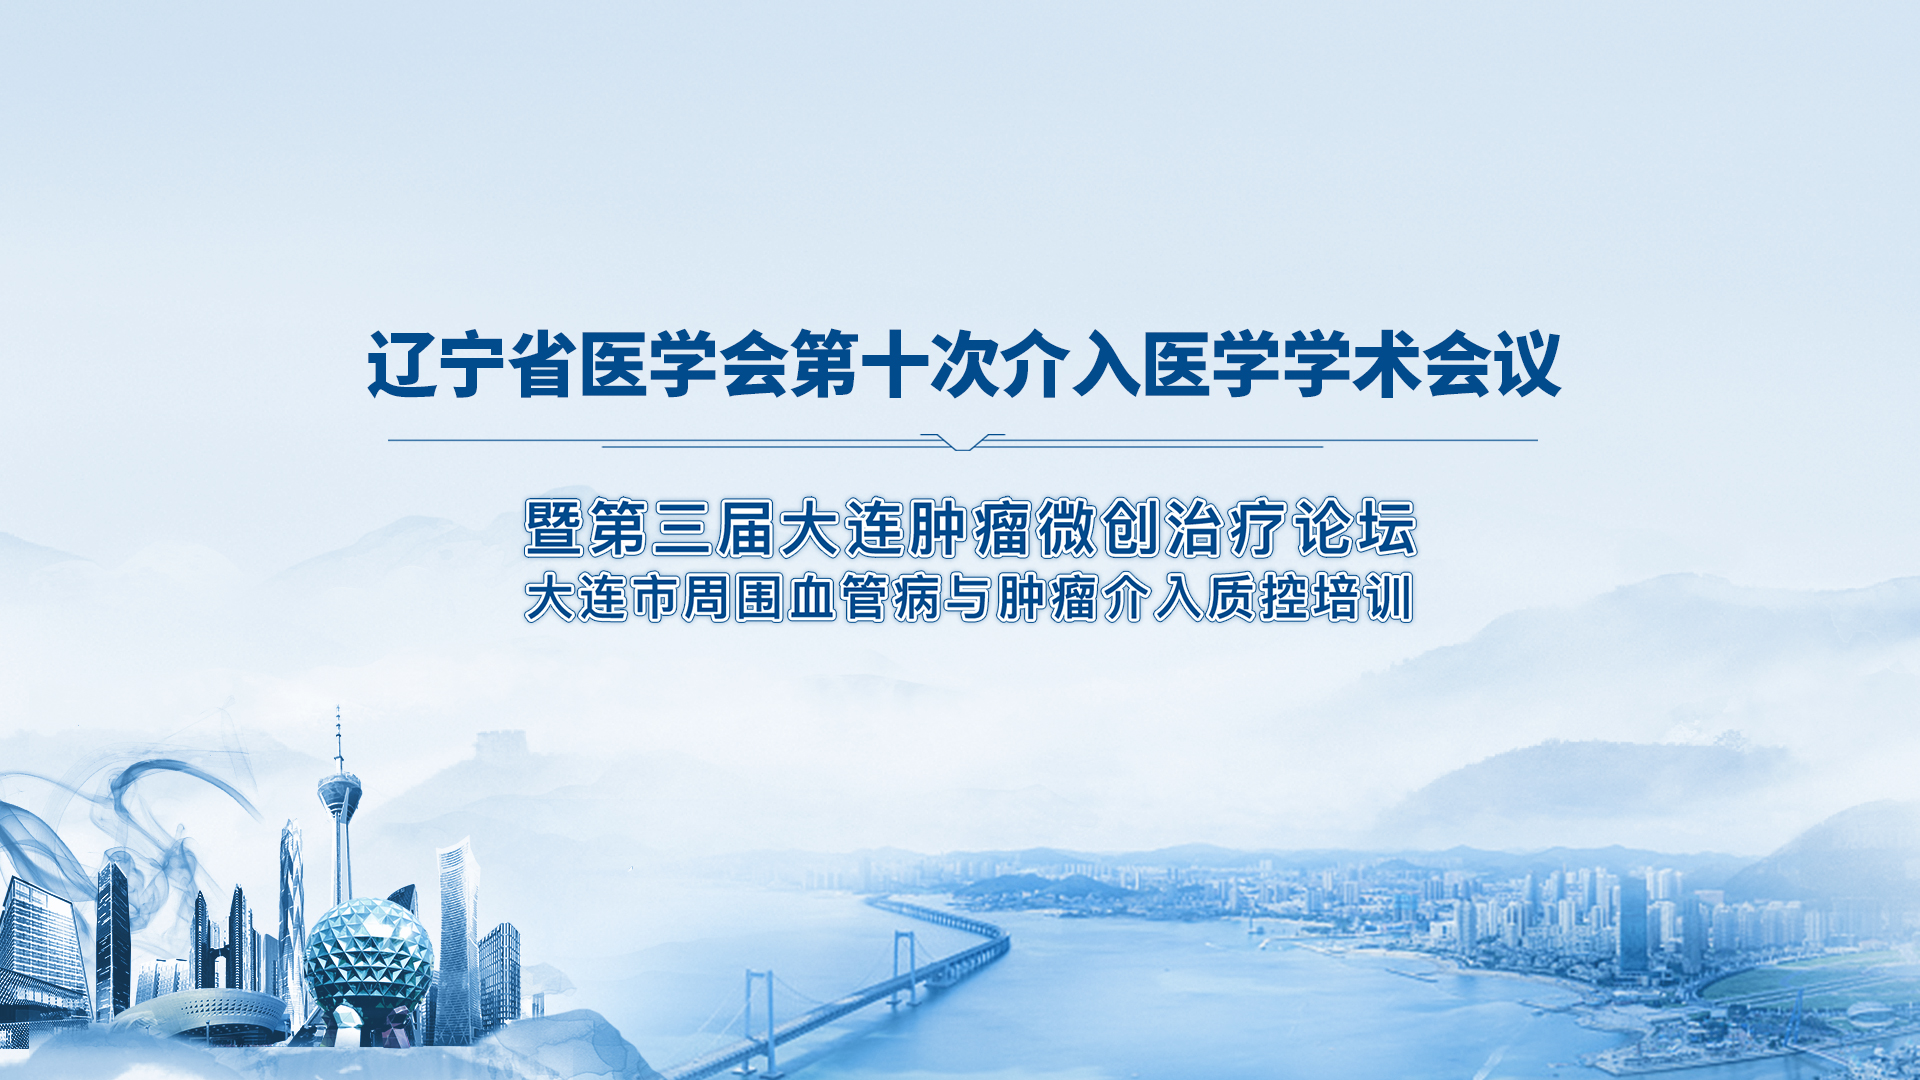 辽宁省医学会第十次介入医学学术会议
暨第三届大连肿瘤微创治疗论坛
大连市周围血管病与肿瘤介入质控培训